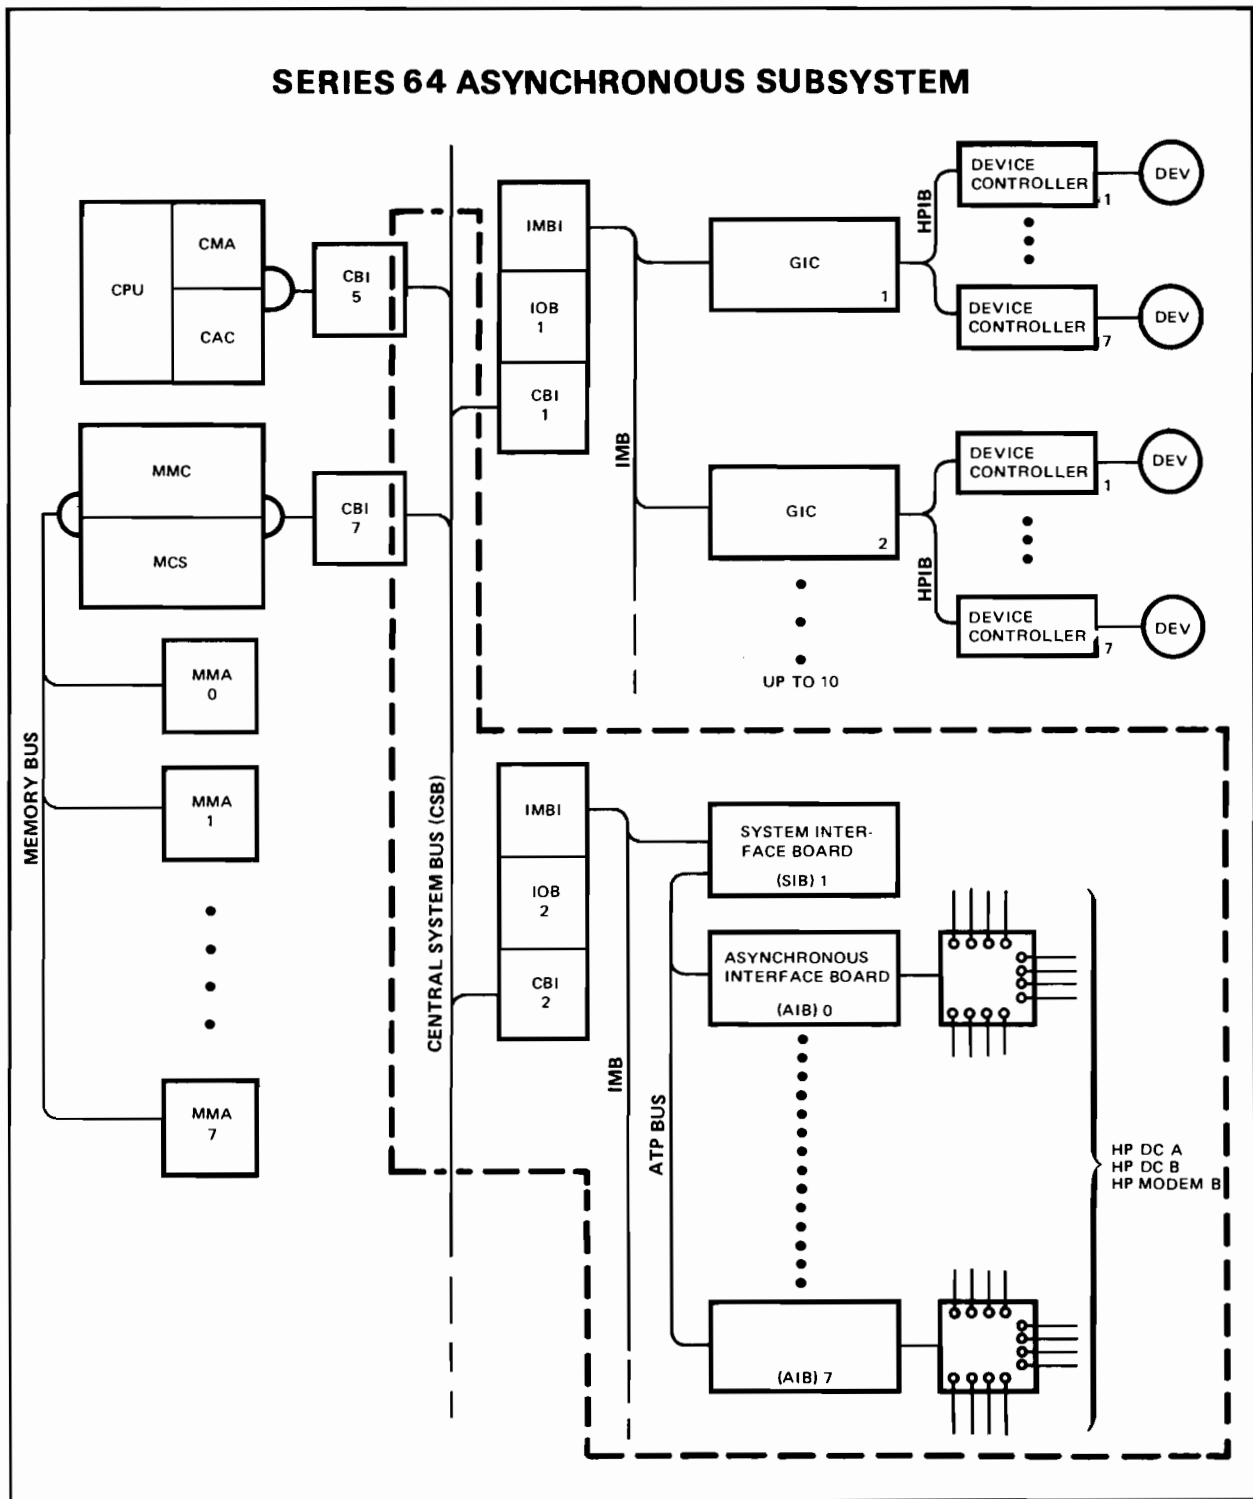 SERIES 64 ASYNCHRONOUS SUBSYSTEM
CPU
CMA
CAC
CBI
5
MMC
MCS
CBI
7
MEMORY BUS
MMA
0
MMA
1
MMA
7
CENTRAL SYSTEM BUS (CSB)
IMBI
IOB
1
CBI
1
IMB
GIC
1
HPIB
DEVICE
CONTROLLER
1
DEV
DEVICE
CONTROLLER
7
DEV
GIC
2
HPIB
DEVICE
CONTROLLER
1
DEV
DEVICE
CONTROLLER
7
DEV
UP TO 10
IMBI
IOB
2
CBI
2
IMB
ATP BUS
SYSTEM INTER-
FACE BOARD
(SIB) 1
ASYNCHRONOUS
INTERFACE BOARD
(AIB) 0
(AIB) 7
HP DC A
HP DC B
HP MODEM B